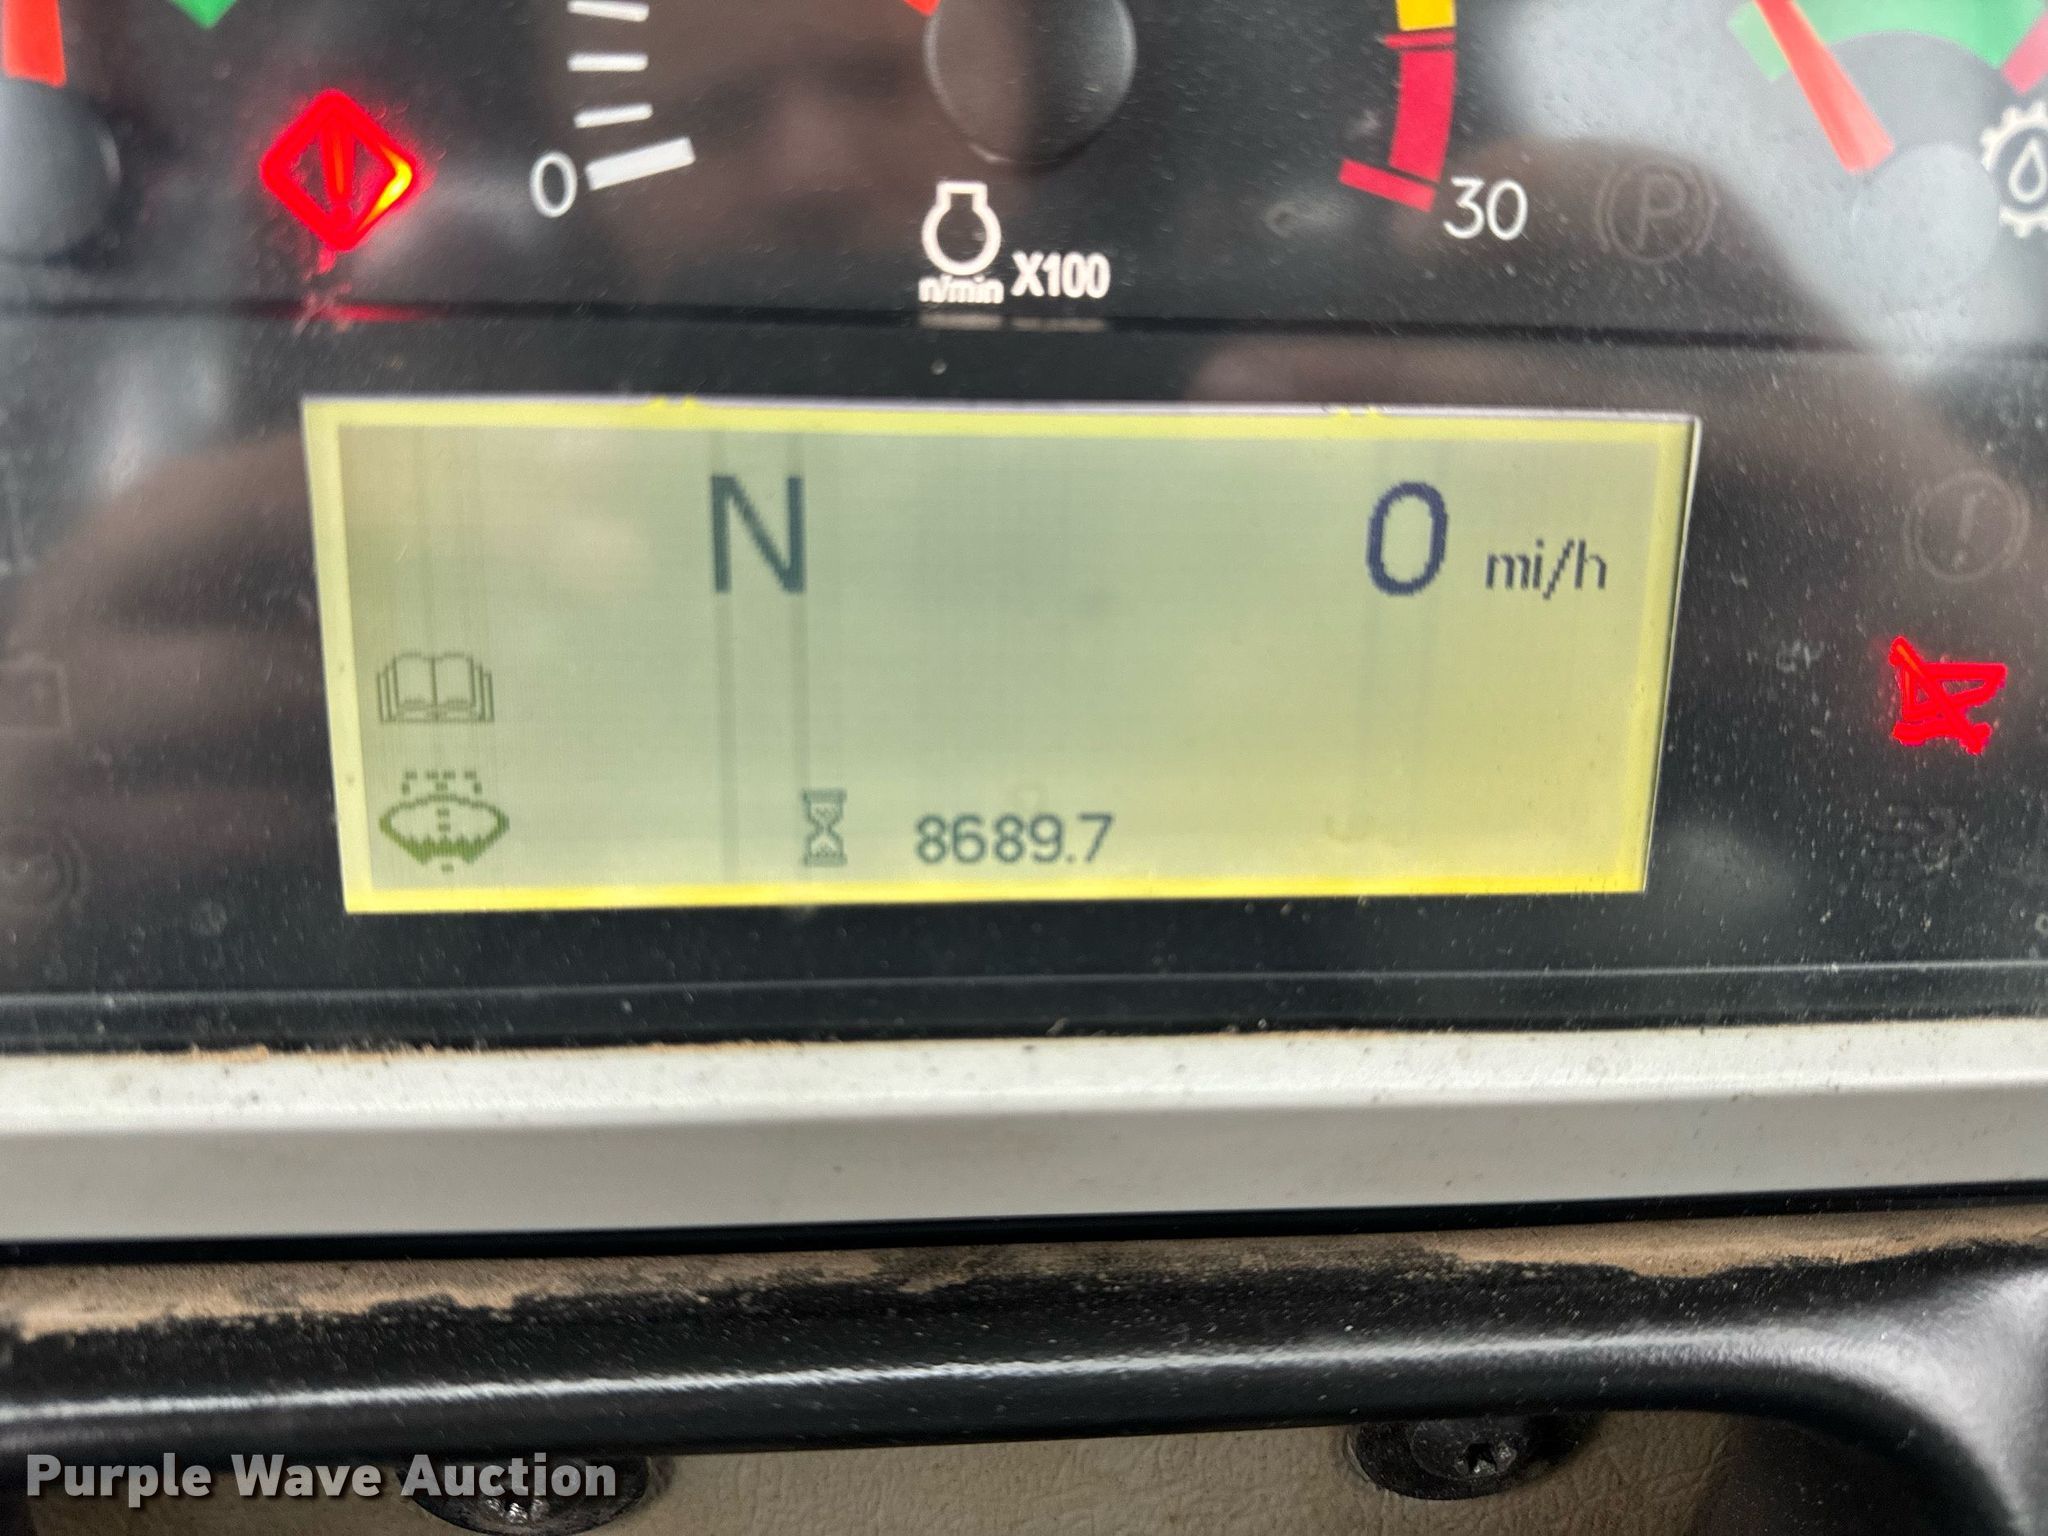 0
30
P
n/min X100
N
0 mi/h
8689.7
Purple Wave Auction